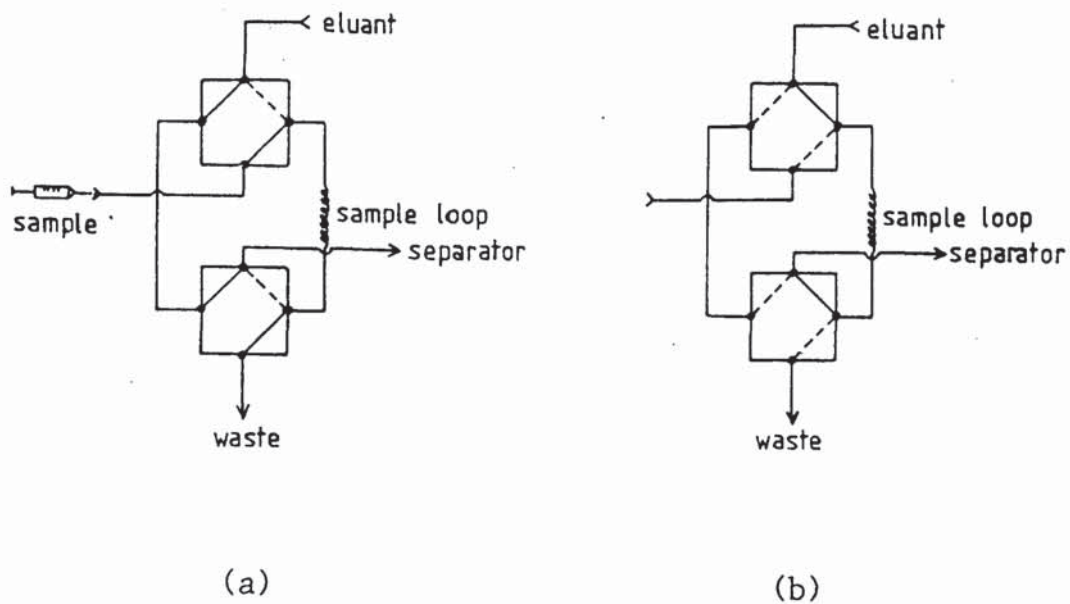 eluant
sample
sample loop
separator
waste
(a)
eluant
sample loop
separator
waste
(b)